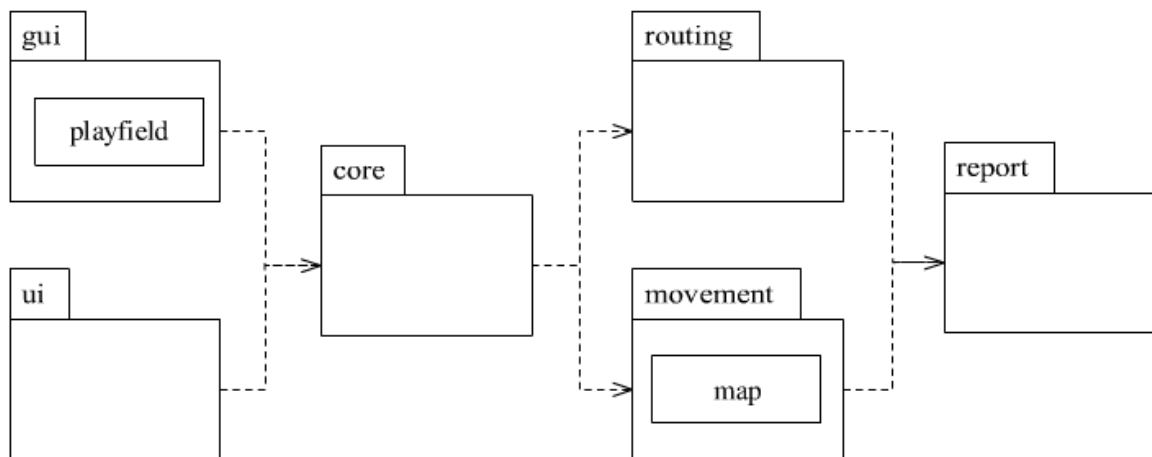 gui
playfield
ui
core
routing
movement
map
report